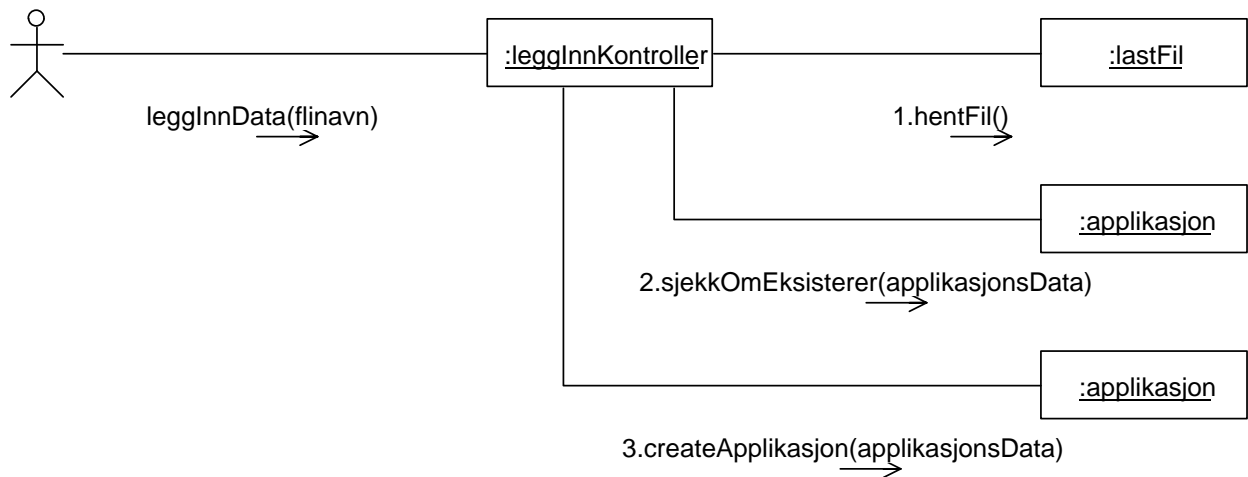 :leggInnKontroller
:lastFil
leggInnData(flinavn)
1.hentFil()
:applikasjon
2.sjekkOmEksisterer(applikasjonsData)
:applikasjon
3.createApplikasjon(applikasjonsData)